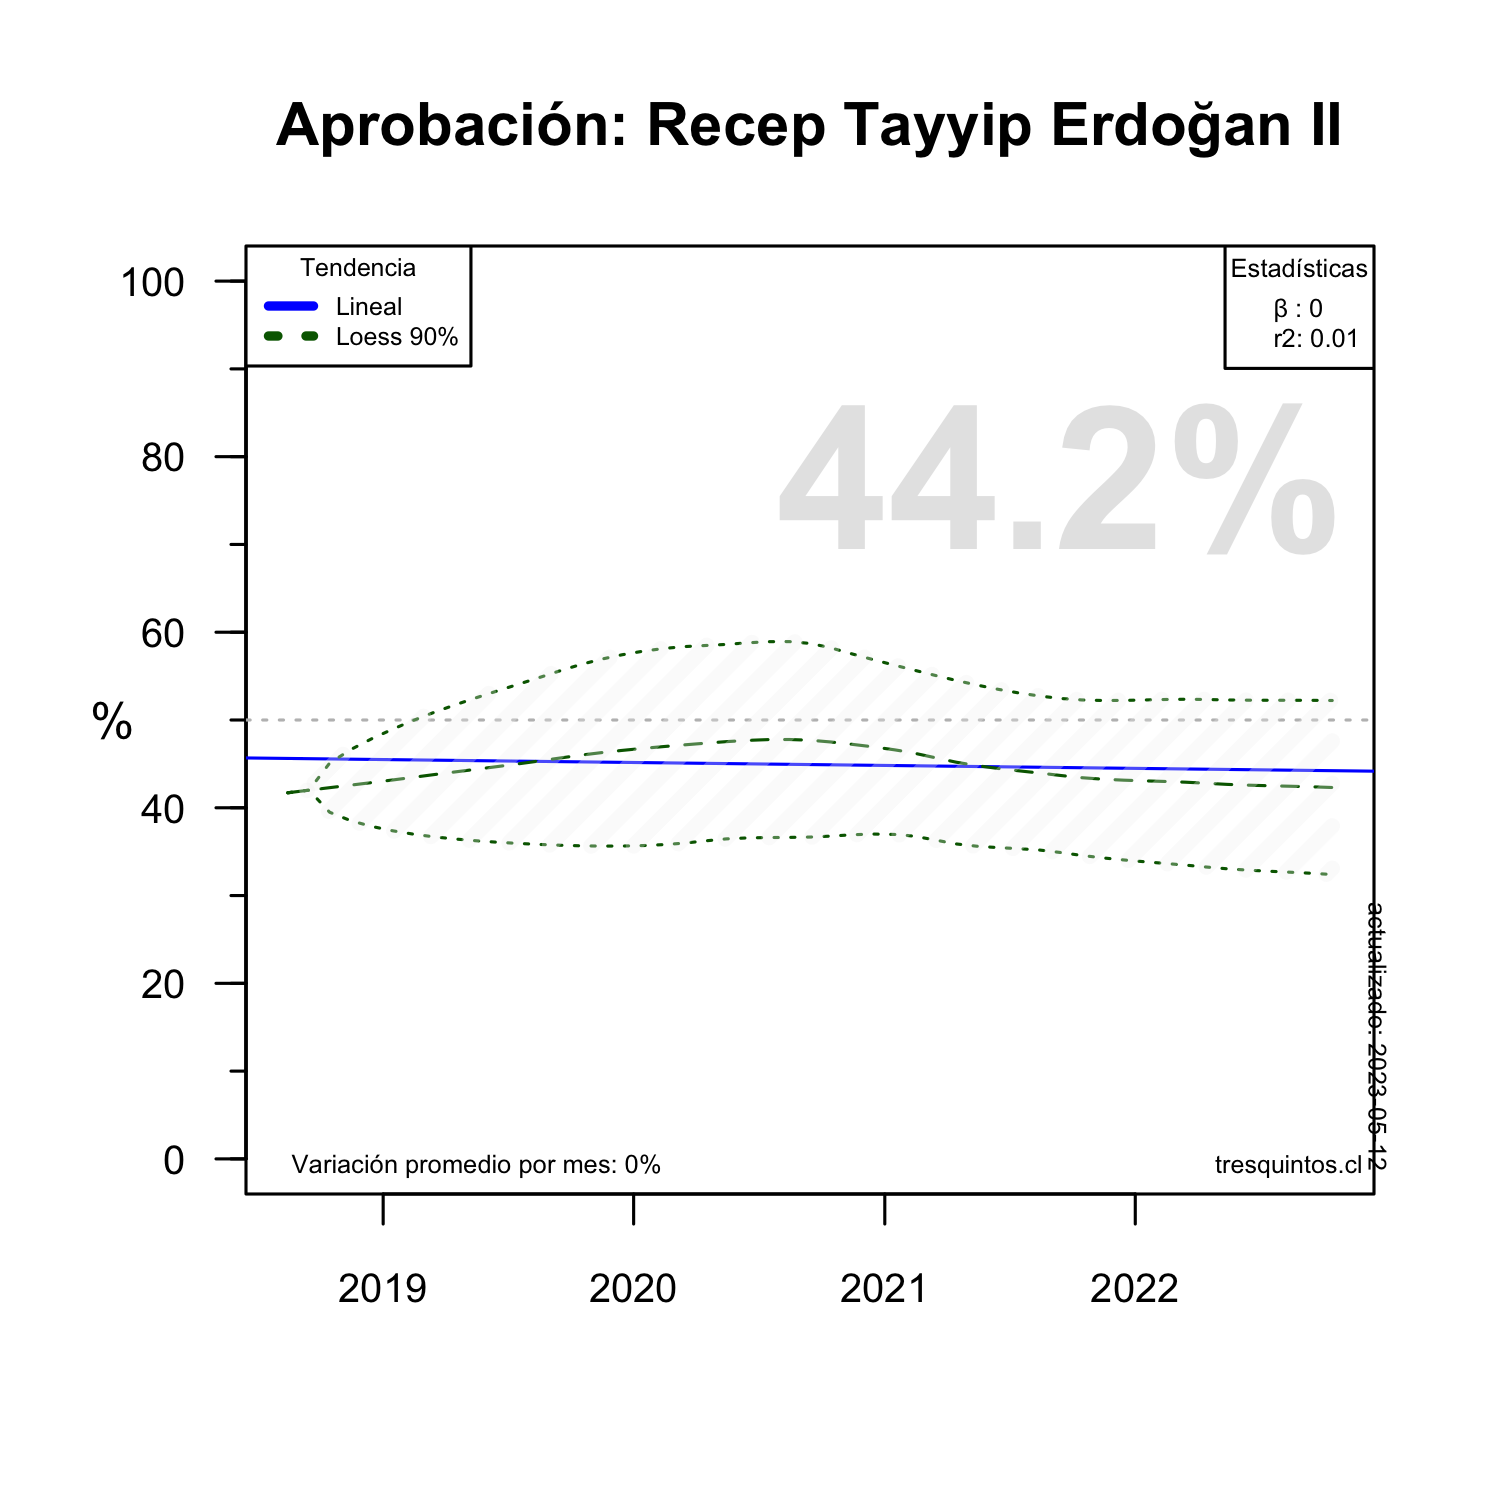 Aprobación: Recep Tayyip Erdoğan II
Tendencia
Lineal
Loess 90%
Estadísticas
β : 0
r2: 0.01
44.2%
100
80
60
%
40
20
0
actualizado: 2023-05-12
Variación promedio por mes: 0%
tresquintos.cl
2019
2020
2021
2022